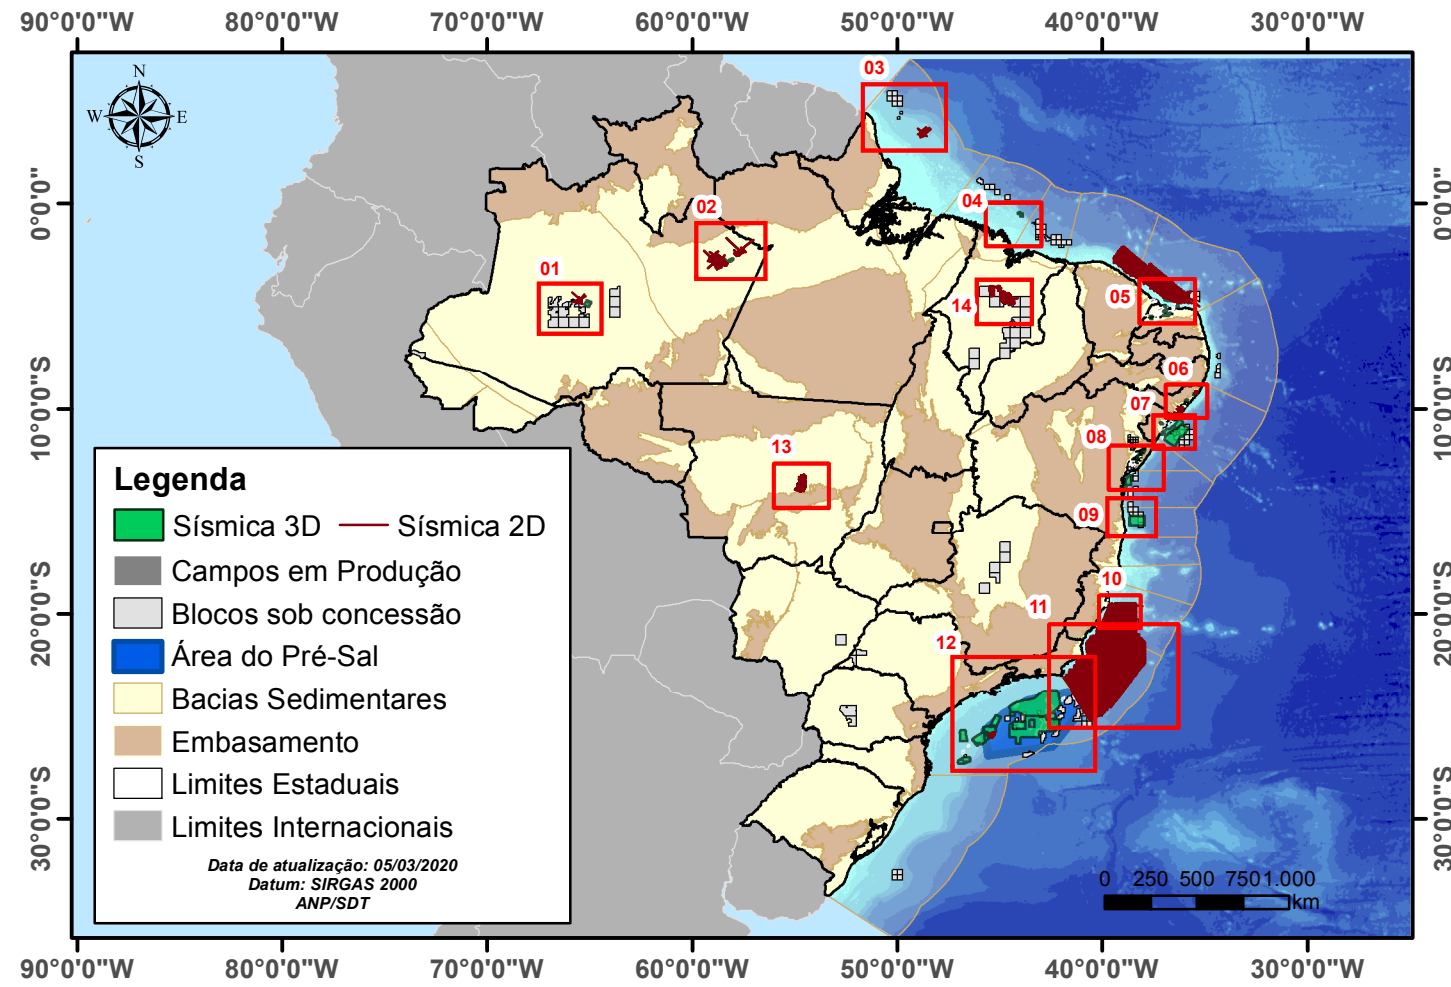 90°0'0"W 80°0'0"W 70°0'0"W 60°0'0"W 50°0'0"W 40°0'0"W 30°0'0"W
N
W E
S
0°0'0"
10°0'0"S
20°0'0"S
30°0'0"S
0°0'0"
10°0'0"S
20°0'0"S
30°0'0"S
03
04
02
01
14
05
06
07
08
13
09
10
11
12
Legenda
Sísmica 3D Sísmica 2D
Campos em Produção
Blocos sob concessão
Área do Pré-Sal
Bacias Sedimentares
Embasamento
Limites Estaduais
Limites Internacionais
Data de atualização: 05/03/2020
Datum: SIRGAS 2000
ANP/SDT
0 250 500 750 1.000
km
90°0'0"W 80°0'0"W 70°0'0"W 60°0'0"W 50°0'0"W 40°0'0"W 30°0'0"W